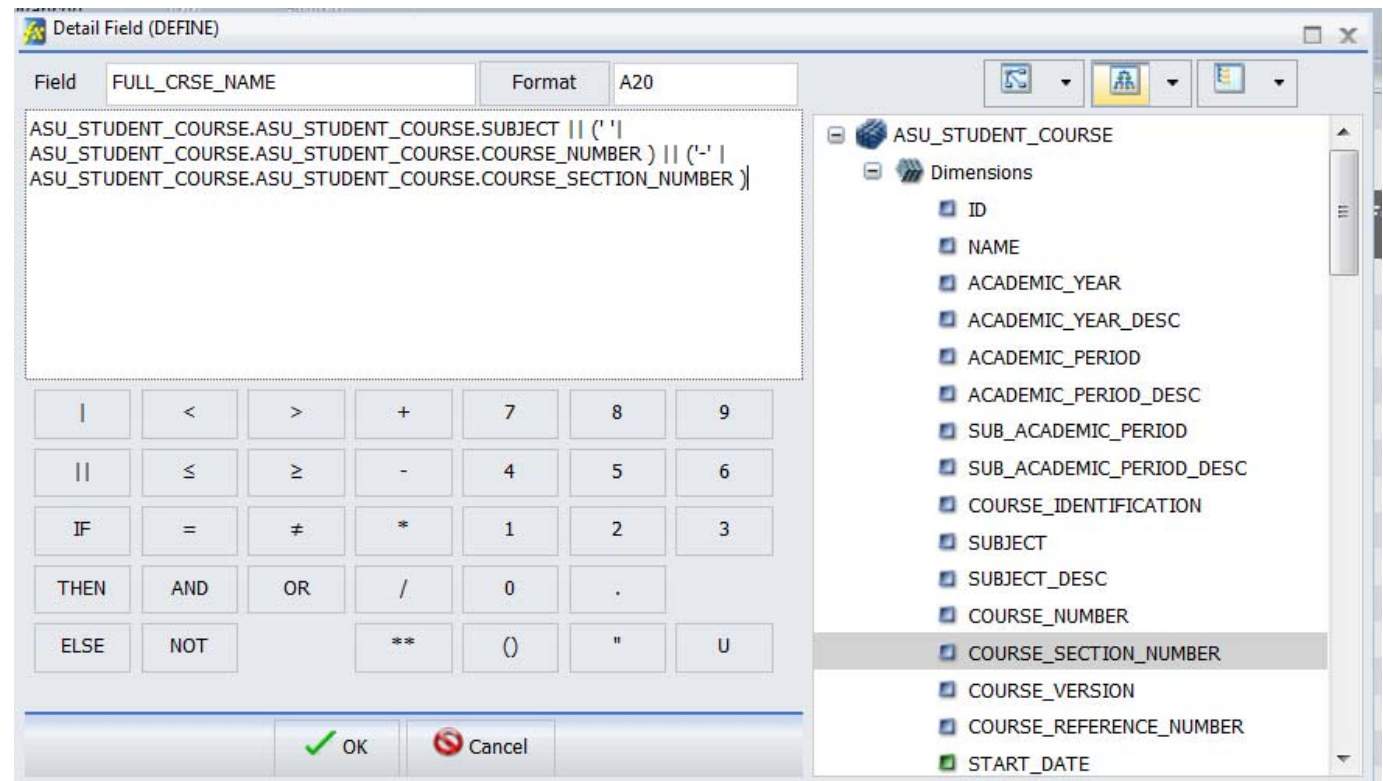 Detail Field (DEFINE)
Field FULL_CRSE_NAME Format A20
ASU_STUDENT_COURSE.ASU_STUDENT_COURSE.SUBJECT || (' '|
ASU_STUDENT_COURSE.ASU_STUDENT_COURSE.COURSE_NUMBER ) || ('-' |
ASU_STUDENT_COURSE.ASU_STUDENT_COURSE.COURSE_SECTION_NUMBER )
| < > + 7 8 9
|| ≤ ≥ - 4 5 6
IF = ≠ * 1 2 3
THEN AND OR / 0 .
ELSE NOT ** () " U
OK Cancel
ASU_STUDENT_COURSE
Dimensions
ID
NAME
ACADEMIC_YEAR
ACADEMIC_YEAR_DESC
ACADEMIC_PERIOD
ACADEMIC_PERIOD_DESC
SUB_ACADEMIC_PERIOD
SUB_ACADEMIC_PERIOD_DESC
COURSE_IDENTIFICATION
SUBJECT
SUBJECT_DESC
COURSE_NUMBER
COURSE_SECTION_NUMBER
COURSE_VERSION
COURSE_REFERENCE_NUMBER
START_DATE